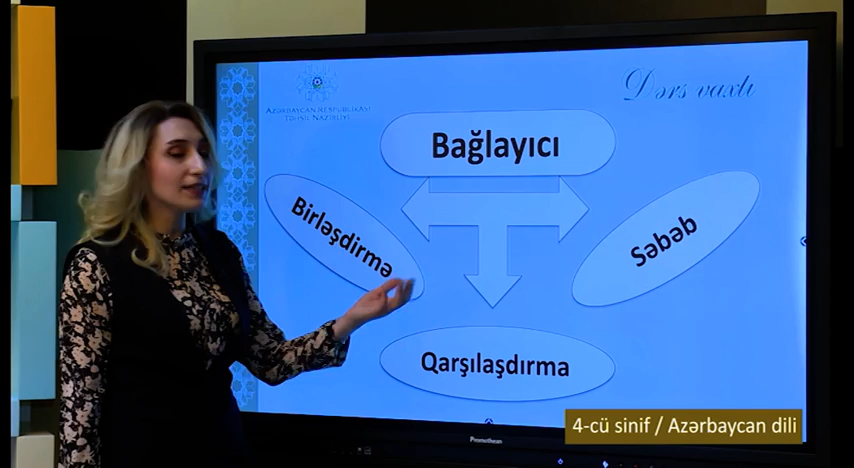 AZƏRBAYCAN RESPUBLİKASI
TƏHSİL NAZİRLİYİ
Dərs vaxtı
Bağlayıcı
Birləşdirmə
Səbəb
Qarşılaşdırma
4-cü sinif / Azərbaycan dili
Promethean